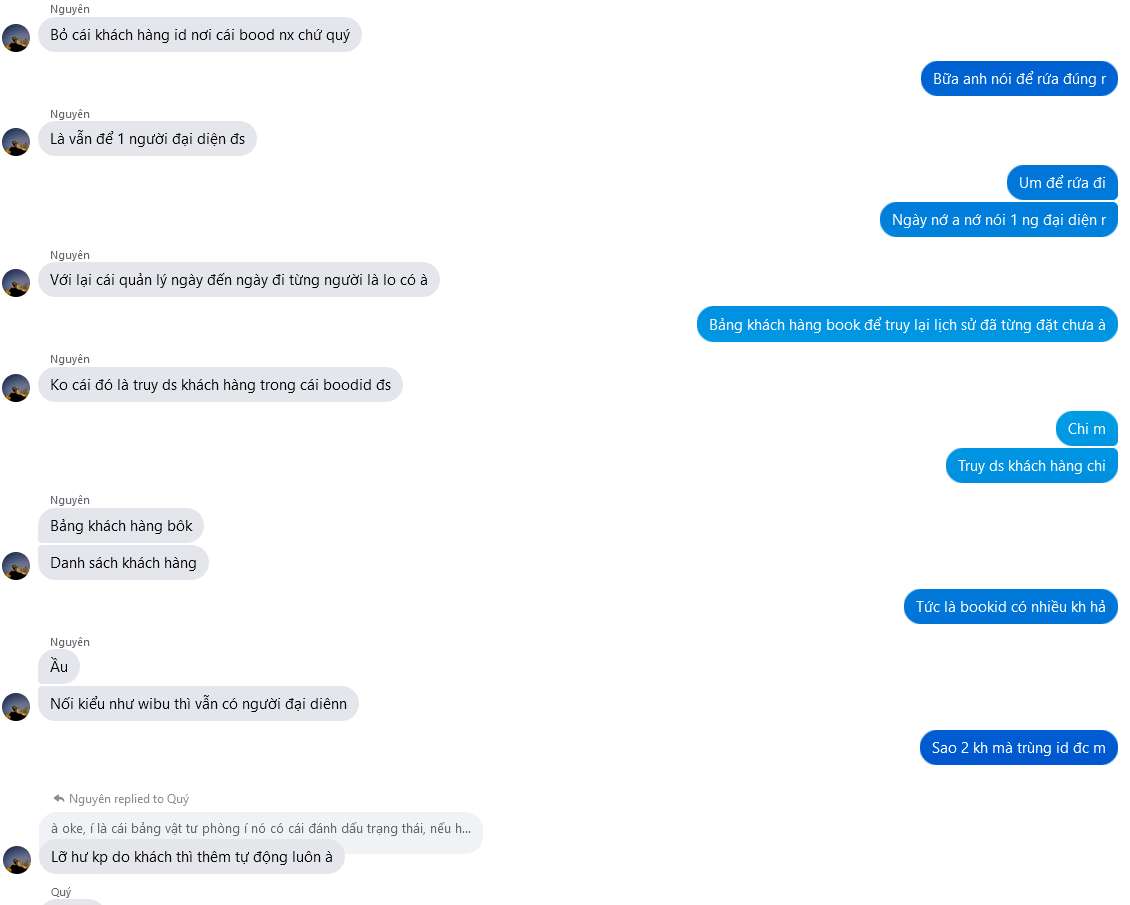 Nguyên
Bỏ cái khách hàng id nơi cái bood nx chứ quý
Bữa anh nói để rứa đúng r
Nguyên
Là vẫn để 1 người đại diện đs
Um để rứa đi
Ngày nớ a nớ nói 1 ng đại diện r
Nguyên
Với lại cái quản lý ngày đến ngày đi từng người là lo có à
Bảng khách hàng book để truy lại lịch sử đã từng đặt chưa à
Nguyên
Ko cái đó là truy ds khách hàng trong cái boodid đs
Chi m
Truy ds khách hàng chi
Nguyên
Bảng khách hàng bôk
Danh sách khách hàng
Tức là bookid có nhiều kh hả
Nguyên
Ầu
Nối kiểu như wibu thì vẫn có người đại diênn
Sao 2 kh mà trùng id đc m
Nguyên replied to Quý
à oke, í là cái bảng vật tư phòng í nó có cái đánh dấu trạng thái, nếu h...
Lỡ hư kp do khách thì thêm tự động luôn à
Quý